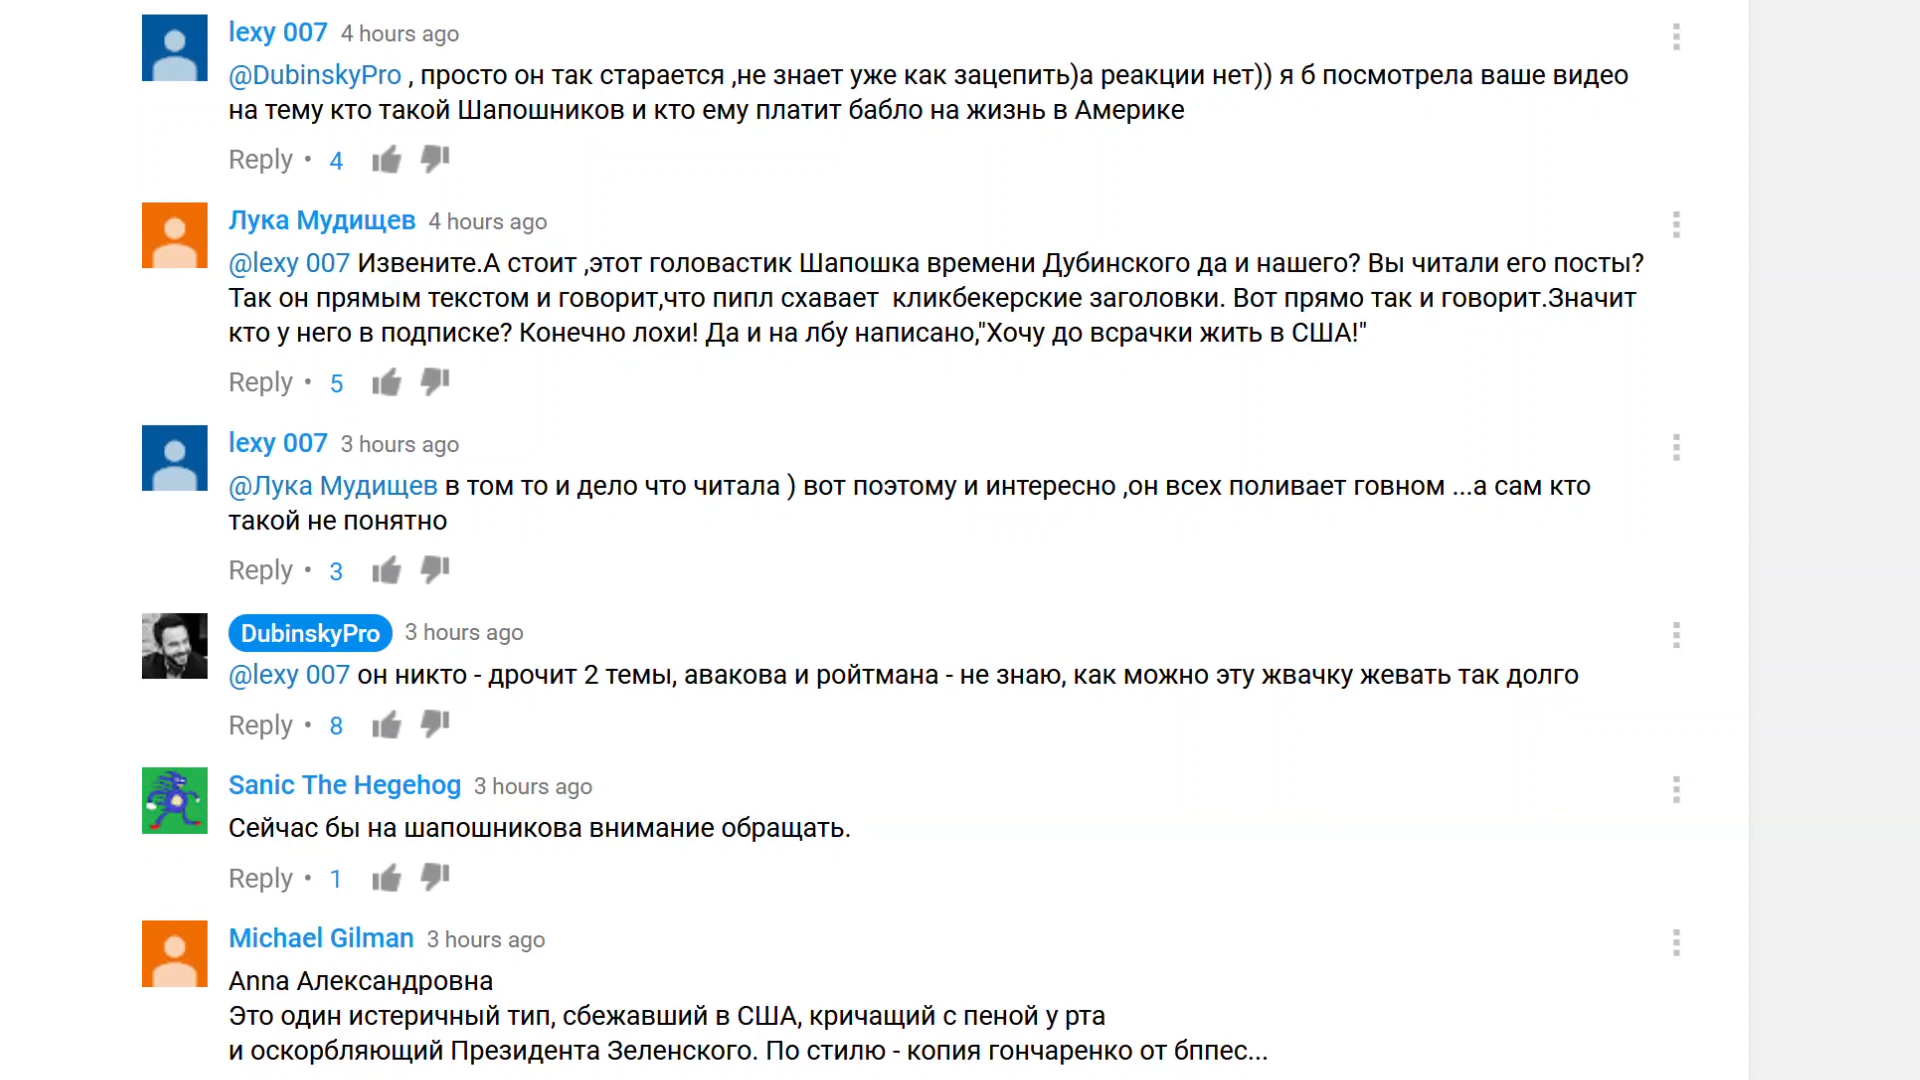 lexy 007 4 hours ago
@DubinskyPro , просто он так старается ,не знает уже как зацепить)а реакции нет)) я б посмотрела ваше видео
на тему кто такой Шапошников и кто ему платит бабло на жизнь в Америке
Reply • 4
Лука Мудищев 4 hours ago
@lexy 007 Извените.А стоит ,этот головастик Шапошка времени Дубинского да и нашего? Вы читали его посты?
Так он прямым текстом и говорит,что пипл схавает  кликбекерские заголовки. Вот прямо так и говорит.Значит
кто у него в подписке? Конечно лохи! Да и на лбу написано,"Хочу до всрачки жить в США!"
Reply • 5
lexy 007 3 hours ago
@Лука Мудищев в том то и дело что читала ) вот поэтому и интересно ,он всех поливает говном ...а сам кто
такой не понятно
Reply • 3
DubinskyPro 3 hours ago
@lexy 007 он никто - дрочит 2 темы, авакова и ройтмана - не знаю, как можно эту жвачку жевать так долго
Reply • 8
Sanic The Hegehog 3 hours ago
Сейчас бы на шапошникова внимание обращать.
Reply • 1
Michael Gilman 3 hours ago
Anna Александровна
Это один истеричный тип, сбежавший в США, кричащий с пеной у рта
и оскорбляющий Президента Зеленского. По стилю - копия гончаренко от бппес...